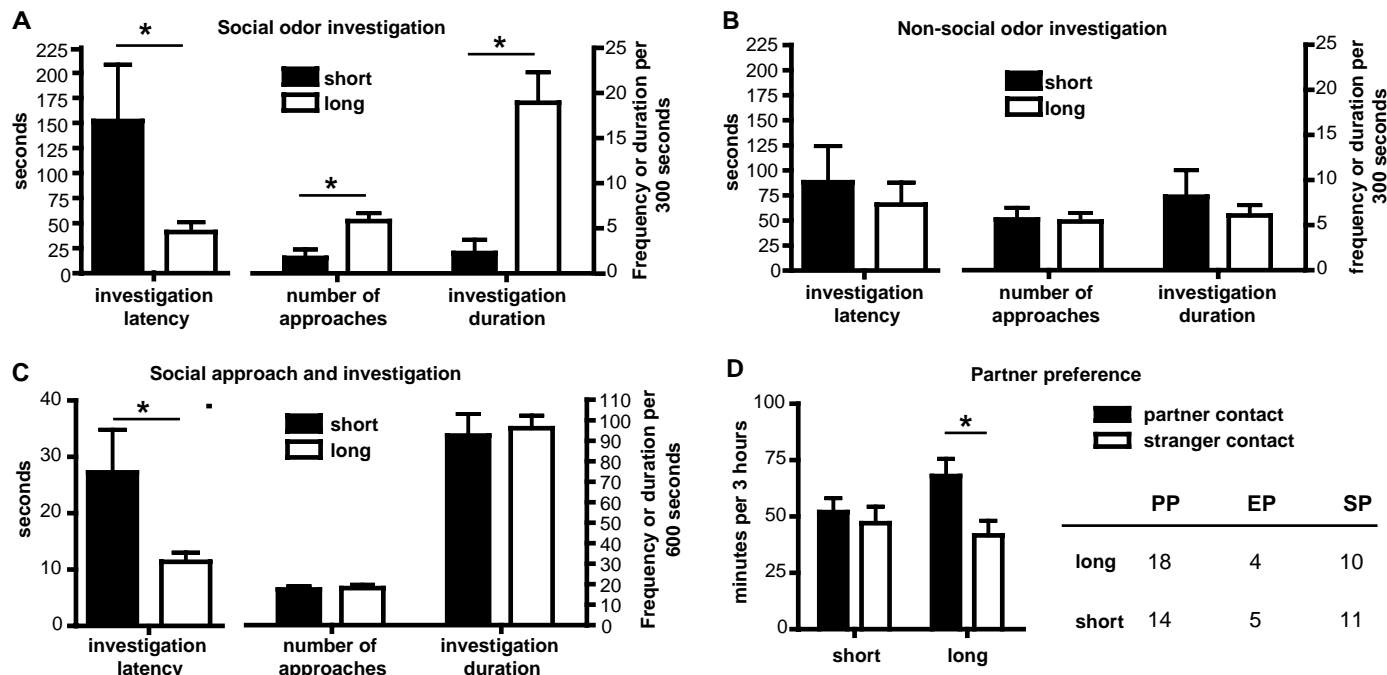 A
Social odor investigation
*
*
*
short
long
225
200
175
150
125
100
75
50
25
0
seconds
25
20
15
10
5
0
Frequency or duration per
300 seconds
investigation
latency
number of
approaches
investigation
duration
B
Non-social odor investigation
short
long
225
200
175
150
125
100
75
50
25
0
seconds
25
20
15
10
5
0
frequency or duration per
300 seconds
investigation
latency
number of
approaches
investigation
duration
C
Social approach and investigation
*
short
long
40
30
20
10
0
seconds
110
100
90
80
70
60
50
40
30
20
10
0
Frequency or duration per
600 seconds
investigation
latency
number of
approaches
investigation
duration
D
Partner preference
partner contact
stranger contact
*
100
75
50
25
0
minutes per 3 hours
short
long
PP EP SP
long 18 4 10
short 14 5 11